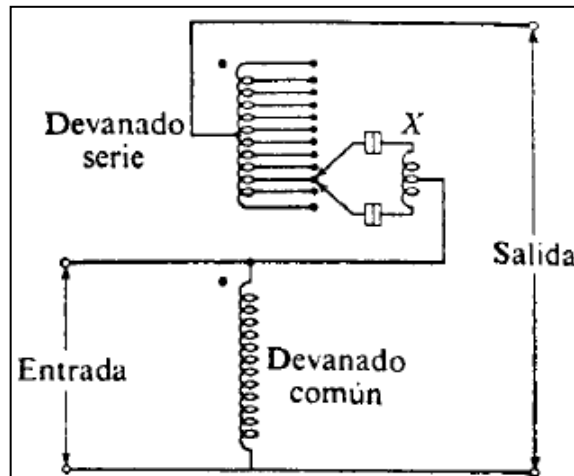 Devanado
serie
X
Salida
Entrada
Devanado
común